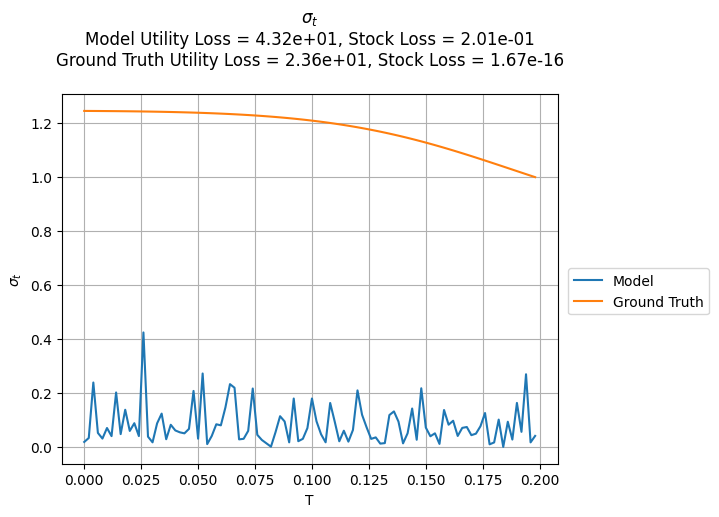 σt
Model Utility Loss = 4.32e+01, Stock Loss = 2.01e-01
Ground Truth Utility Loss = 2.36e+01, Stock Loss = 1.67e-16
1.2
1.0
0.8
0.6
0.4
0.2
0.0
σt
0.000 0.025 0.050 0.075 0.100 0.125 0.150 0.175 0.200
T
Model
Ground Truth